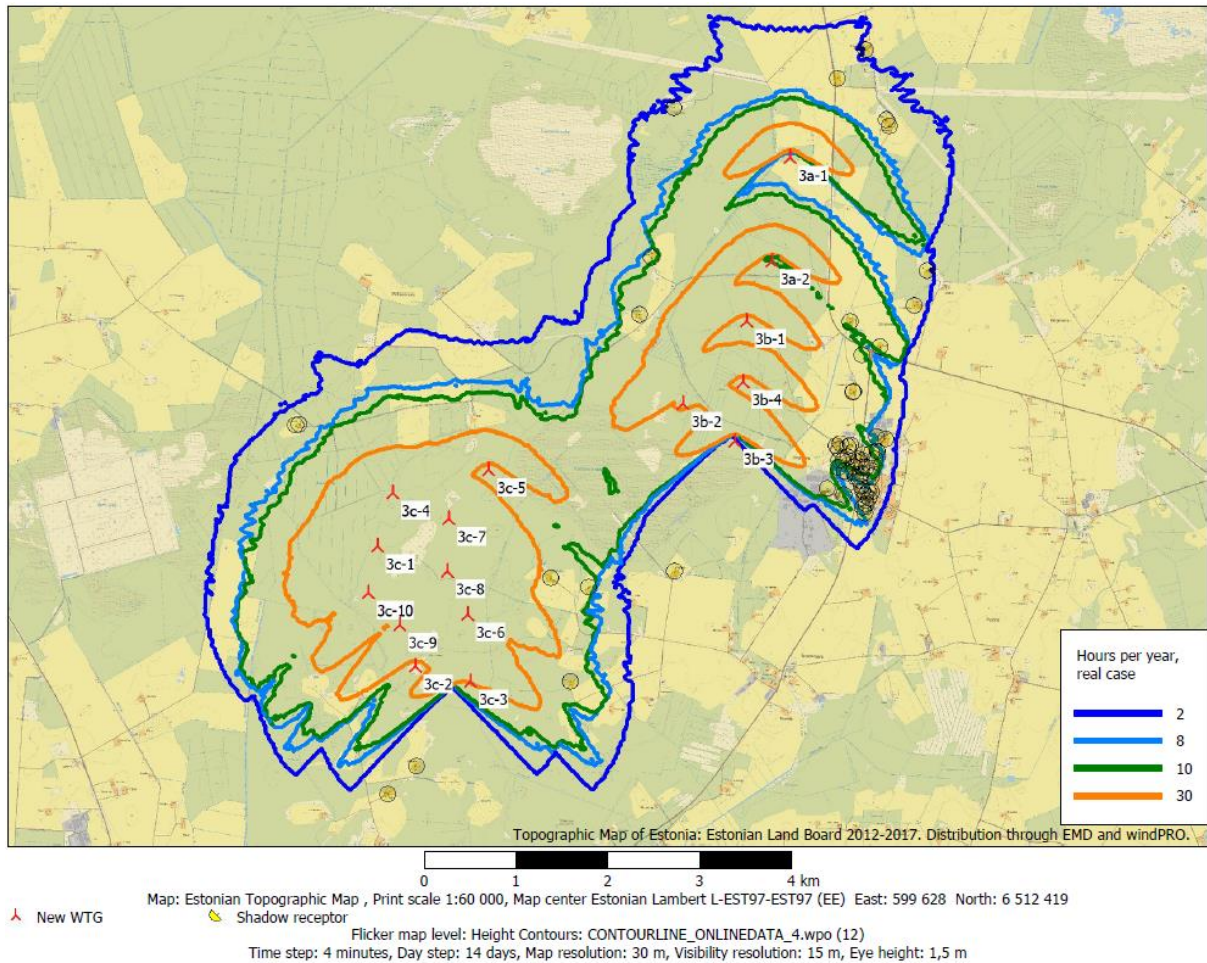 3a-1
3a-2
3b-1
3b-4
3b-2
3b-3
3c-5
3c-4
3c-7
3c-1
3c-8
3c-10
3c-6
3c-9
3c-2
3c-3
Hours per year,
real case
2
8
10
30
Topographic Map of Estonia: Estonian Land Board 2012-2017. Distribution through EMD and windPRO.
0 1 2 3 4 km
Map: Estonian Topographic Map , Print scale 1:60 000, Map center Estonian Lambert L-EST97-EST97 (EE) East: 599 628 North: 6 512 419
New WTG Shadow receptor
Flicker map level: Height Contours: CONTOURLINE_ONLINEDATA_4.wpo (12)
Time step: 4 minutes, Day step: 14 days, Map resolution: 30 m, Visibility resolution: 15 m, Eye height: 1,5 m